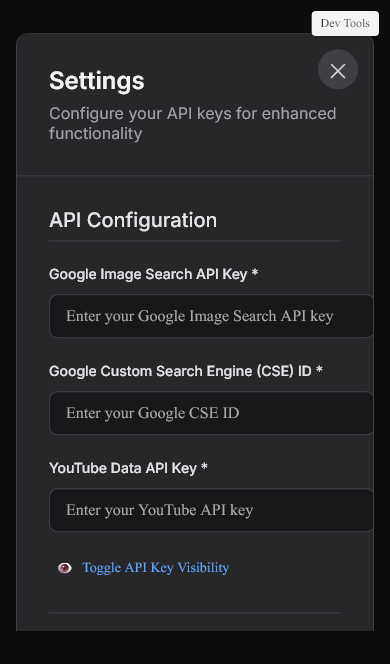 Dev Tools
Settings
Configure your API keys for enhanced
functionality
API Configuration
Google Image Search API Key *
Enter your Google Image Search API key
Google Custom Search Engine (CSE) ID *
Enter your Google CSE ID
YouTube Data API Key *
Enter your YouTube API key
Toggle API Key Visibility